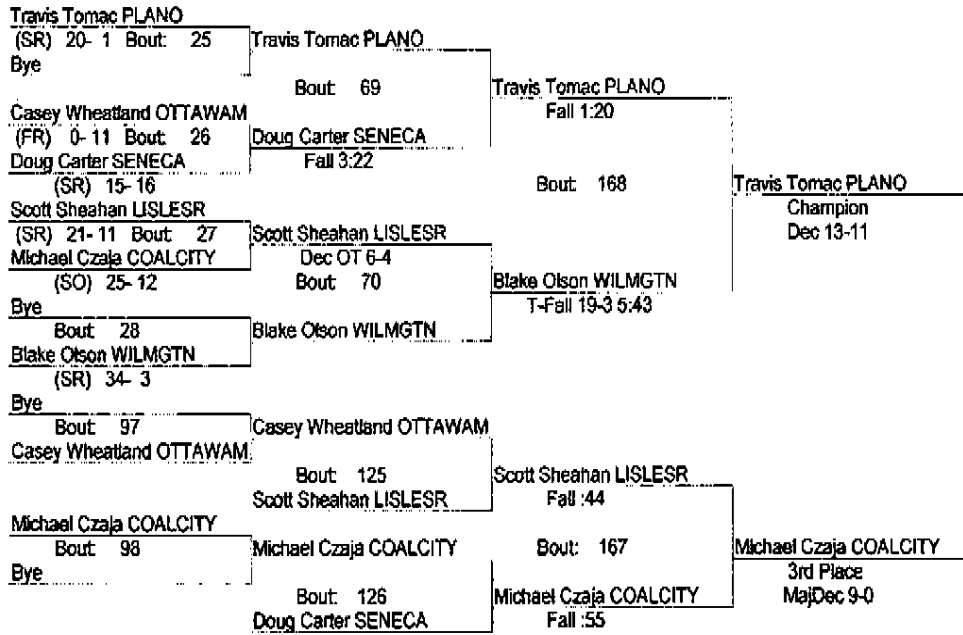 Travis Tomac PLANO
(SR) 20- 1 Bout: 25 Travis Tomac PLANO
Bye
Bout: 69 Travis Tomac PLANO
Casey Wheatland OTTAWAM Fall 1:20
(FR) 0- 11 Bout: 26 Doug Carter SENECA
Doug Carter SENECA Fall 3:22
(SR) 15- 16 Bout: 168 Travis Tomac PLANO
Scott Sheahan LISLESR Champion
(SR) 21- 11 Bout: 27 Scott Sheahan LISLESR Dec 13-11
Michael Czaja COALCITY Dec OT 6-4
(SO) 25- 12 Bout: 70 Blake Olson WILMGTN
Bye T-Fall 19-3 5:43
Bout: 28 Blake Olson WILMGTN
Blake Olson WILMGTN
(SR) 34- 3
Bye
Bout: 97 Casey Wheatland OTTAWAM
Casey Wheatland OTTAWAM
Bout: 125 Scott Sheahan LISLESR
Scott Sheahan LISLESR Fall :44
Michael Czaja COALCITY
Bout: 98 Michael Czaja COALCITY Bout: 167 Michael Czaja COALCITY
Bye 3rd Place
Bout: 126 Michael Czaja COALCITY MajDec 9-0
Doug Carter SENECA Fall :55